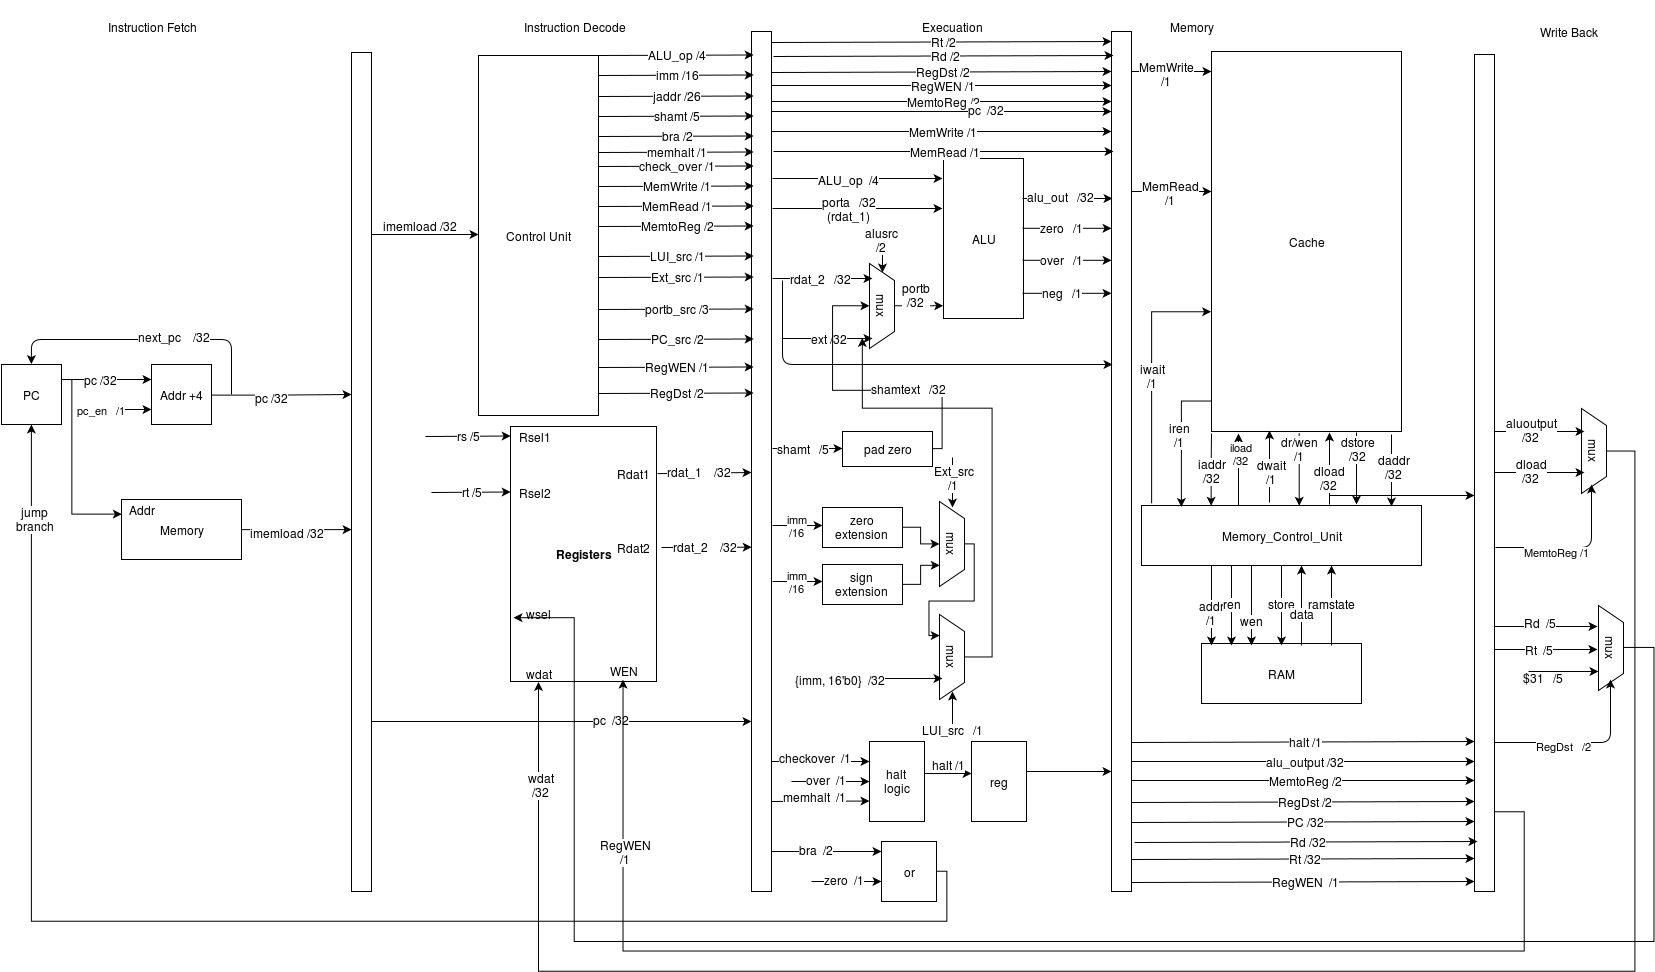 Instruction Fetch
Instruction Decode
Execuation
Memory
Write Back
next_pc /32
PC
pc /32
pc_en /1
Addr +4
pc /32
jump
branch
Addr
Memory
imemload /32
imemload /32
Control Unit
ALU_op /4
imm /16
jaddr /26
shamt /5
bra /2
memhalt /1
check_over /1
MemWrite /1
MemRead /1
MemtoReg /2
LUI_src /1
Ext_src /1
portb_src /3
PC_src /2
RegWEN /1
RegDst /2
rs /5
rt /5
Rsel1
Rsel2
Rdat1
Rdat2
Registers
wsel
wdat
WEN
rdat_1 /32
rdat_2 /32
pc /32
wdat
/32
RegWEN
/1
Rt /2
Rd /2
RegDst /2
RegWEN /1
MemtoReg /2
pc /32
MemWrite /1
MemRead /1
ALU_op /4
porta /32
(rdat_1)
alusrc
/2
rdat_2 /32
mux
portb
/32
ext /32
ALU
alu_out /32
zero /1
over /1
neg /1
shamtext /32
shamt /5
pad zero
Ext_src
/1
imm
/16
zero
extension
imm
/16
sign
extension
mux
mux
{imm, 16'b0} /32
LUI_src /1
checkover /1
over /1
memhalt /1
halt
logic
halt /1
reg
bra /2
zero /1
or
MemWrite
/1
MemRead
/1
Cache
iwait
/1
iren
/1
iaddr
/32
iload
/32
dwait
/1
dr/wen
/1
dload
/32
dstore
/32
daddr
/32
Memory_Control_Unit
addr
/1
ren
wen
store
data
ramstate
RAM
halt /1
alu_output /32
MemtoReg /2
RegDst /2
PC /32
Rd /32
Rt /32
RegWEN /1
aluoutput
/32
dload
/32
mux
MemtoReg /1
Rd /5
Rt /5
$31 /5
mux
RegDst /2